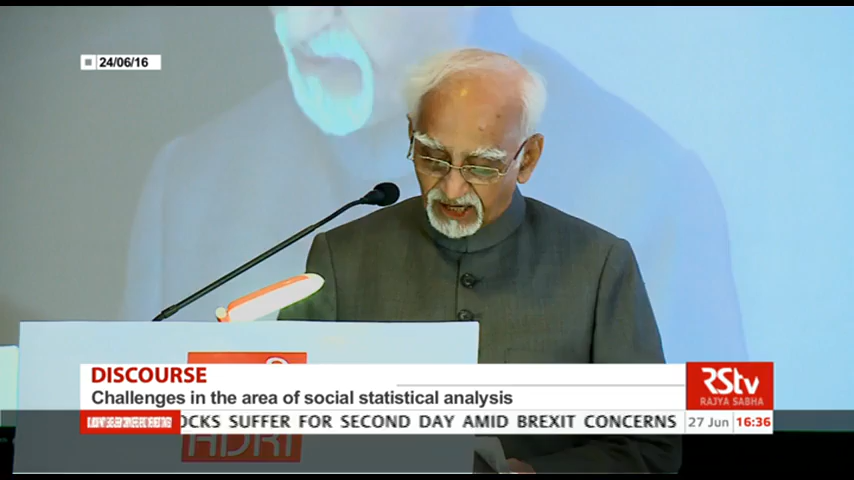 24/06/16
DISCOURSE
Challenges in the area of social statistical analysis
RStv
RAJYA SABHA
OCKS SUFFER FOR SECOND DAY AMID BREXIT CONCERNS
27 Jun 16:36
ADRI